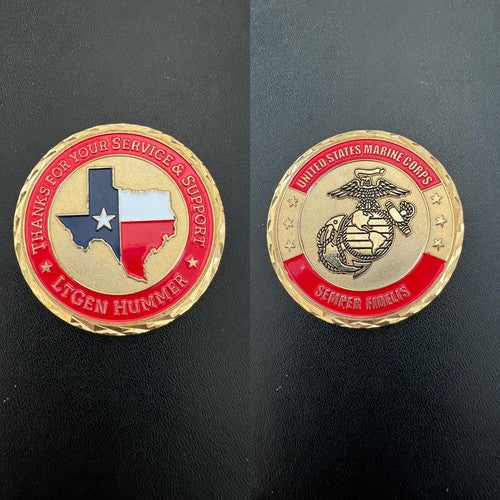 THANKS FOR YOUR SERVICE & SUPPORT
LTGEN HUMMER
UNITED STATES MARINE CORPS
SEMPER FIDELIS